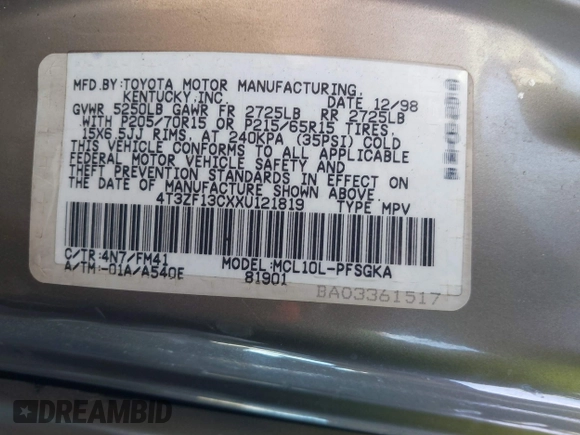 MFD.BY:TOYOTA MOTOR MANUFACTURING,
KENTUCKY,INC. DATE 12/98
GVWR 5250LB GAWR FR 2725LB RR 2725LB
WITH P205/70R15 OR P215/65R15 TIRES,
15X6.5JJ RIMS, AT 240KPA (35PSI) COLD
THIS VEHICLE CONFORMS TO ALL APPLICABLE
FEDERAL MOTOR VEHICLE SAFETY AND
THEFT PREVENTION STANDARDS IN EFFECT ON
THE DATE OF MANUFACTURE SHOWN ABOVE.
4T3ZF13CXXU121819 TYPE MPV
C/TR:4N7/FM41 MODEL:MCL10L-PFSGKA
A/TM:-01A/A540E 81901
BA03361517
DREAMBID